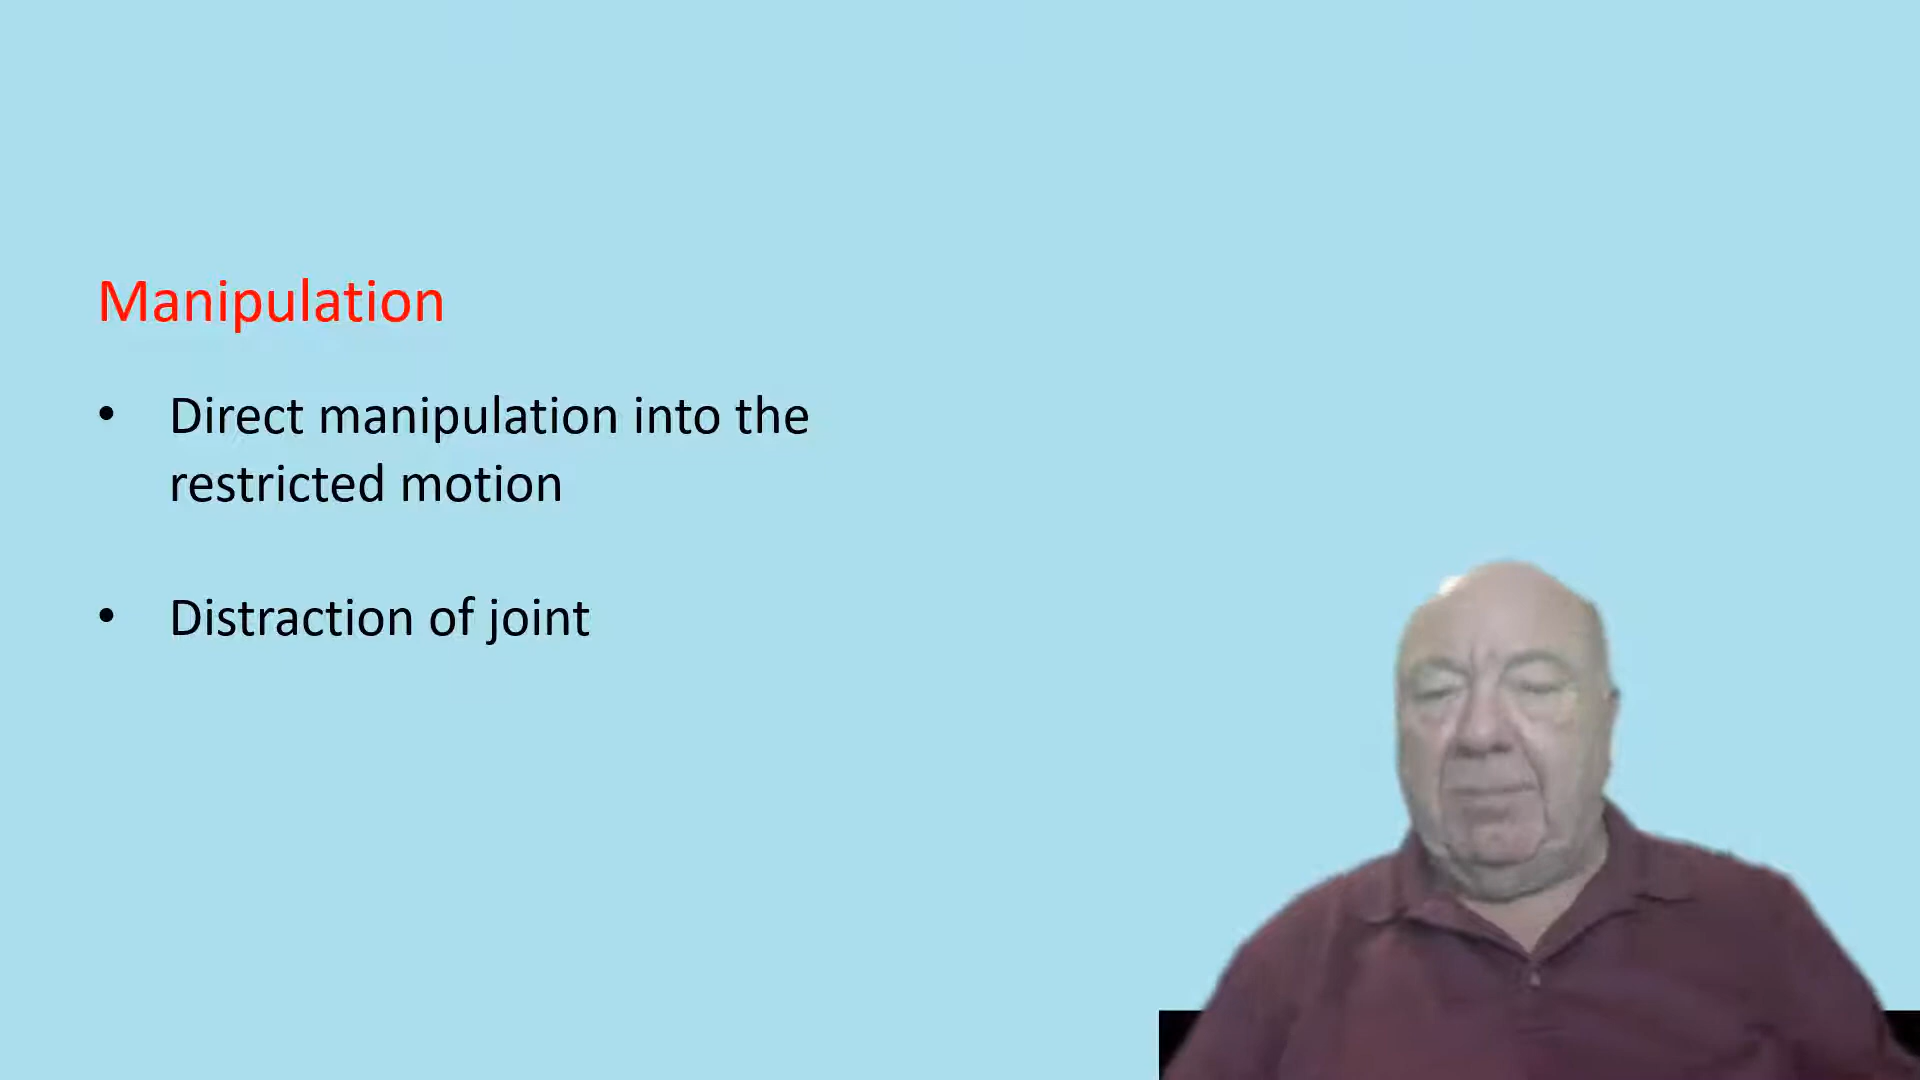 Manipulation
• Direct manipulation into the
restricted motion
• Distraction of joint